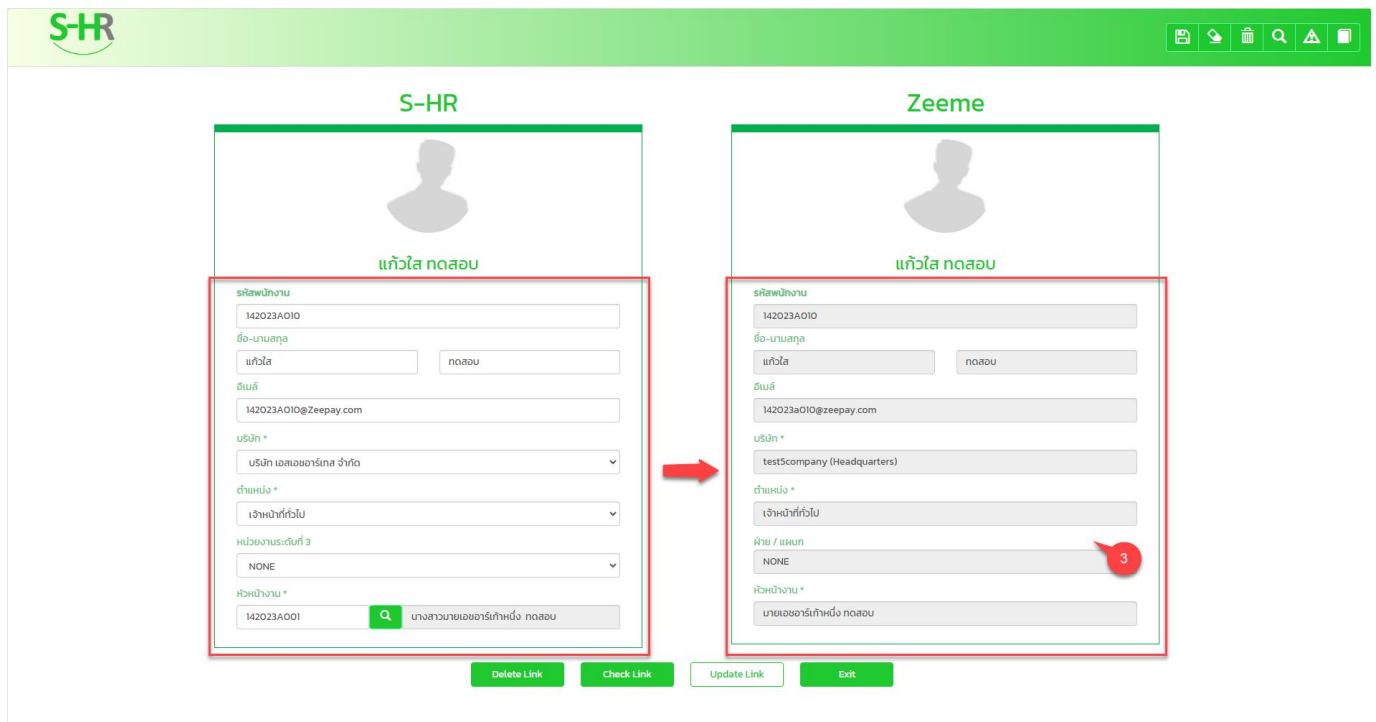 S-HR
S-HR
แก้วใส ทดสอบ
รหัสพนักงาน
142023A010
ชื่อ-นามสกุล
แก้วใส ทดสอบ
อีเมล์
142023A010@Zeepay.com
บริษัท *
บริษัท เอสเอชอาร์เทส จำกัด
ตำแหน่ง *
เจ้าหน้าที่ทั่วไป
หน่วยงานระดับที่ 3
NONE
หัวหน้างาน *
142023A001 นางสาวมายเอชอาร์เก้าหนึ่ง ทดสอบ
Zeeme
แก้วใส ทดสอบ
รหัสพนักงาน
142023A010
ชื่อ-นามสกุล
แก้วใส ทดสอบ
อีเมล์
142023a010@zeepay.com
บริษัท *
test5company (Headquarters)
ตำแหน่ง *
เจ้าหน้าที่ทั่วไป
ฝ่าย / แผนก
NONE
3
หัวหน้างาน *
มายเอชอาร์เก้าหนึ่ง ทดสอบ
Delete Link Check Link Update Link Exit